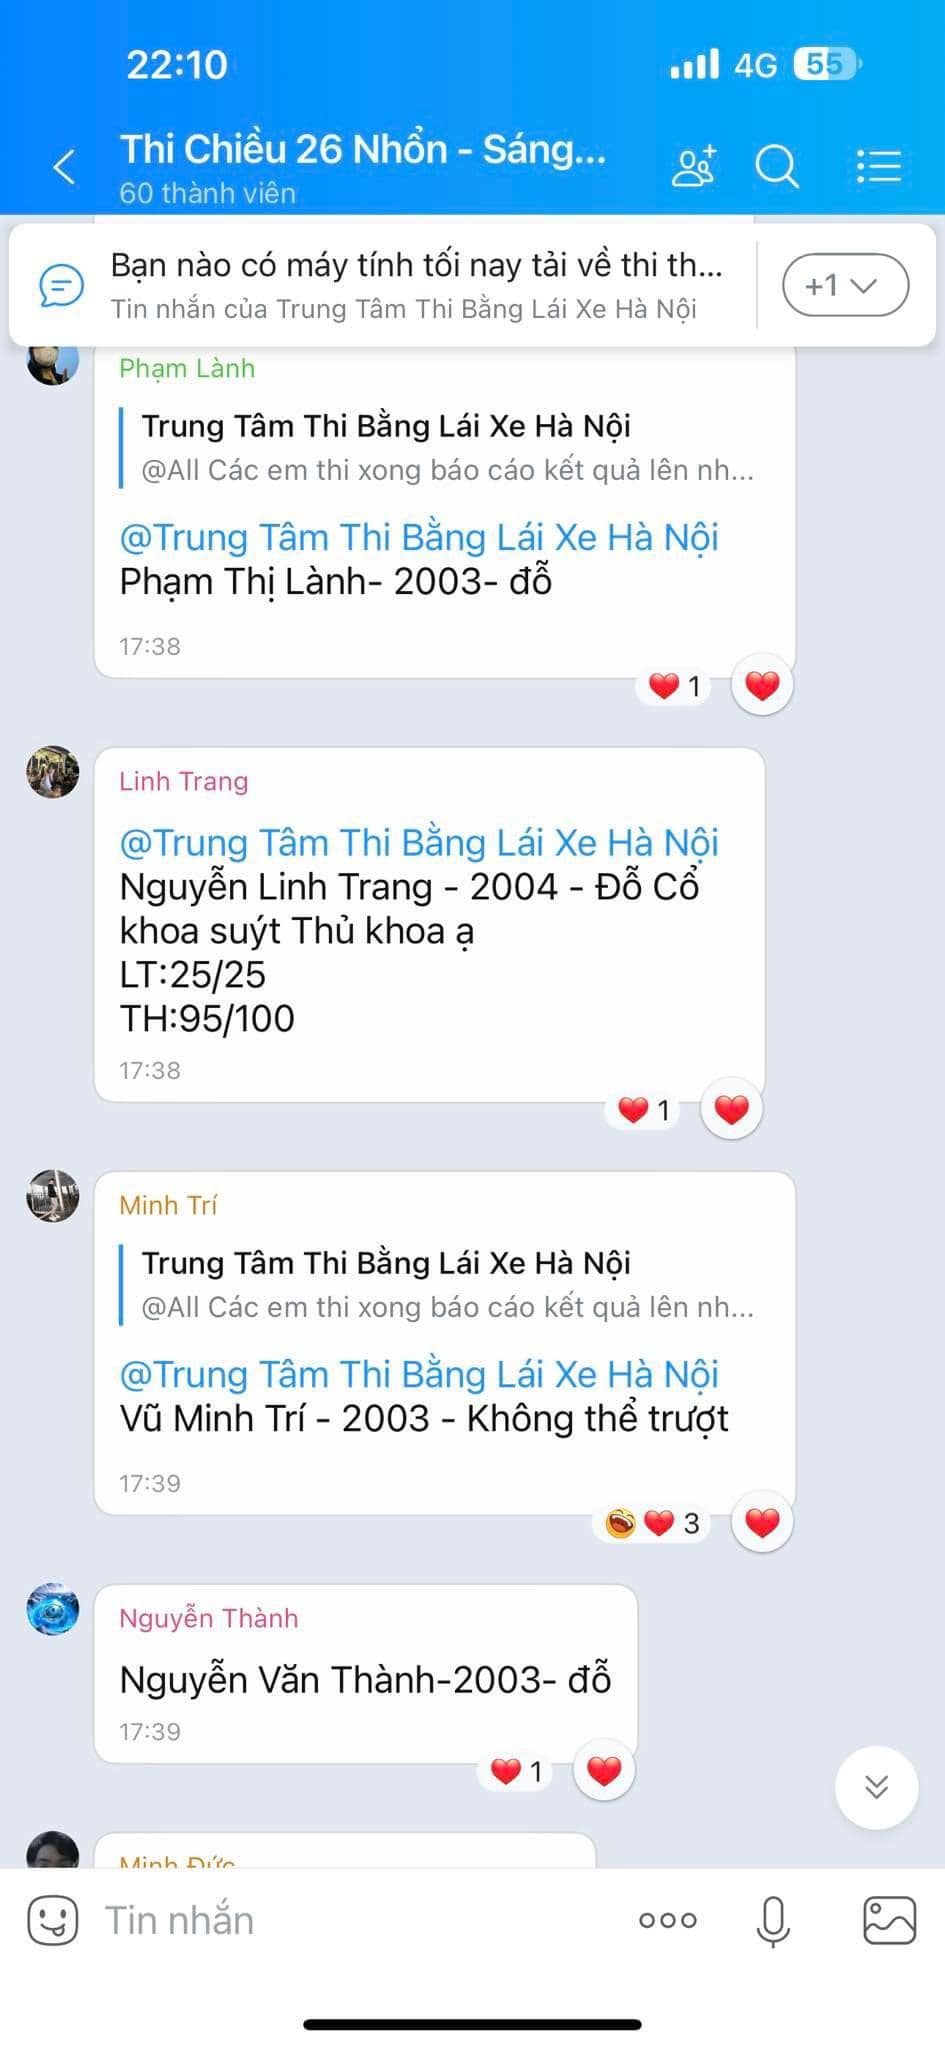 22:10
4G 55
Thi Chiều 26 Nhổn - Sáng...
60 thành viên
Bạn nào có máy tính tối nay tải về thi th...
Tin nhắn của Trung Tâm Thi Bằng Lái Xe Hà Nội
+1
Phạm Lành
Trung Tâm Thi Bằng Lái Xe Hà Nội
@All Các em thi xong báo cáo kết quả lên nh...
@Trung Tâm Thi Bằng Lái Xe Hà Nội
Phạm Thị Lành- 2003- đỗ
17:38
1
Linh Trang
@Trung Tâm Thi Bằng Lái Xe Hà Nội
Nguyễn Linh Trang - 2004 - Đỗ Cổ
khoa suýt Thủ khoa ạ
LT:25/25
TH:95/100
17:38
1
Minh Trí
Trung Tâm Thi Bằng Lái Xe Hà Nội
@All Các em thi xong báo cáo kết quả lên nh...
@Trung Tâm Thi Bằng Lái Xe Hà Nội
Vũ Minh Trí - 2003 - Không thể trượt
17:39
3
Nguyễn Thành
Nguyễn Văn Thành-2003- đỗ
17:39
1
Minh Đức
Tin nhắn